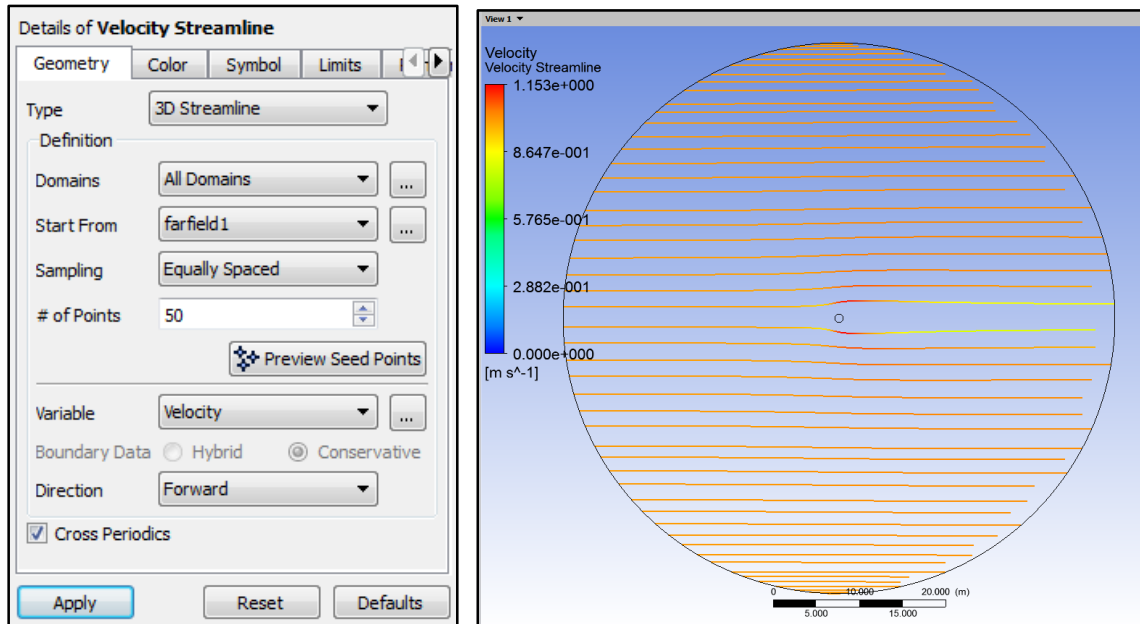 Details of Velocity Streamline
Geometry Color Symbol Limits
Type 3D Streamline
Definition
Domains All Domains ...
Start From farfield1 ...
Sampling Equally Spaced
# of Points 50
Preview Seed Points
Variable Velocity ...
Boundary Data Hybrid Conservative
Direction Forward
Cross Periodics
Apply Reset Defaults
View 1
Velocity
Velocity Streamline
1.153e+000
8.647e-001
5.765e-001
2.882e-001
0.000e+000
[m s^-1]
0 10.000 20.000 (m)
5.000 15.000